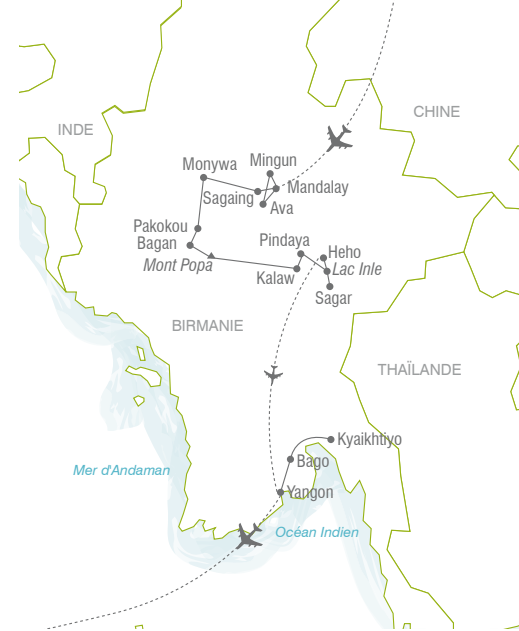 CHINE
INDE
Mingun
Monywa
Mandalay
Sagaing
Ava
Pakokou
Bagan
Pindaya
Heho
Mont Popa
Lac Inle
Kalaw
Sagar
BIRMANIE
THAÏLANDE
Kyaikhtiyo
Bago
Mer d'Andaman
Yangon
Océan Indien